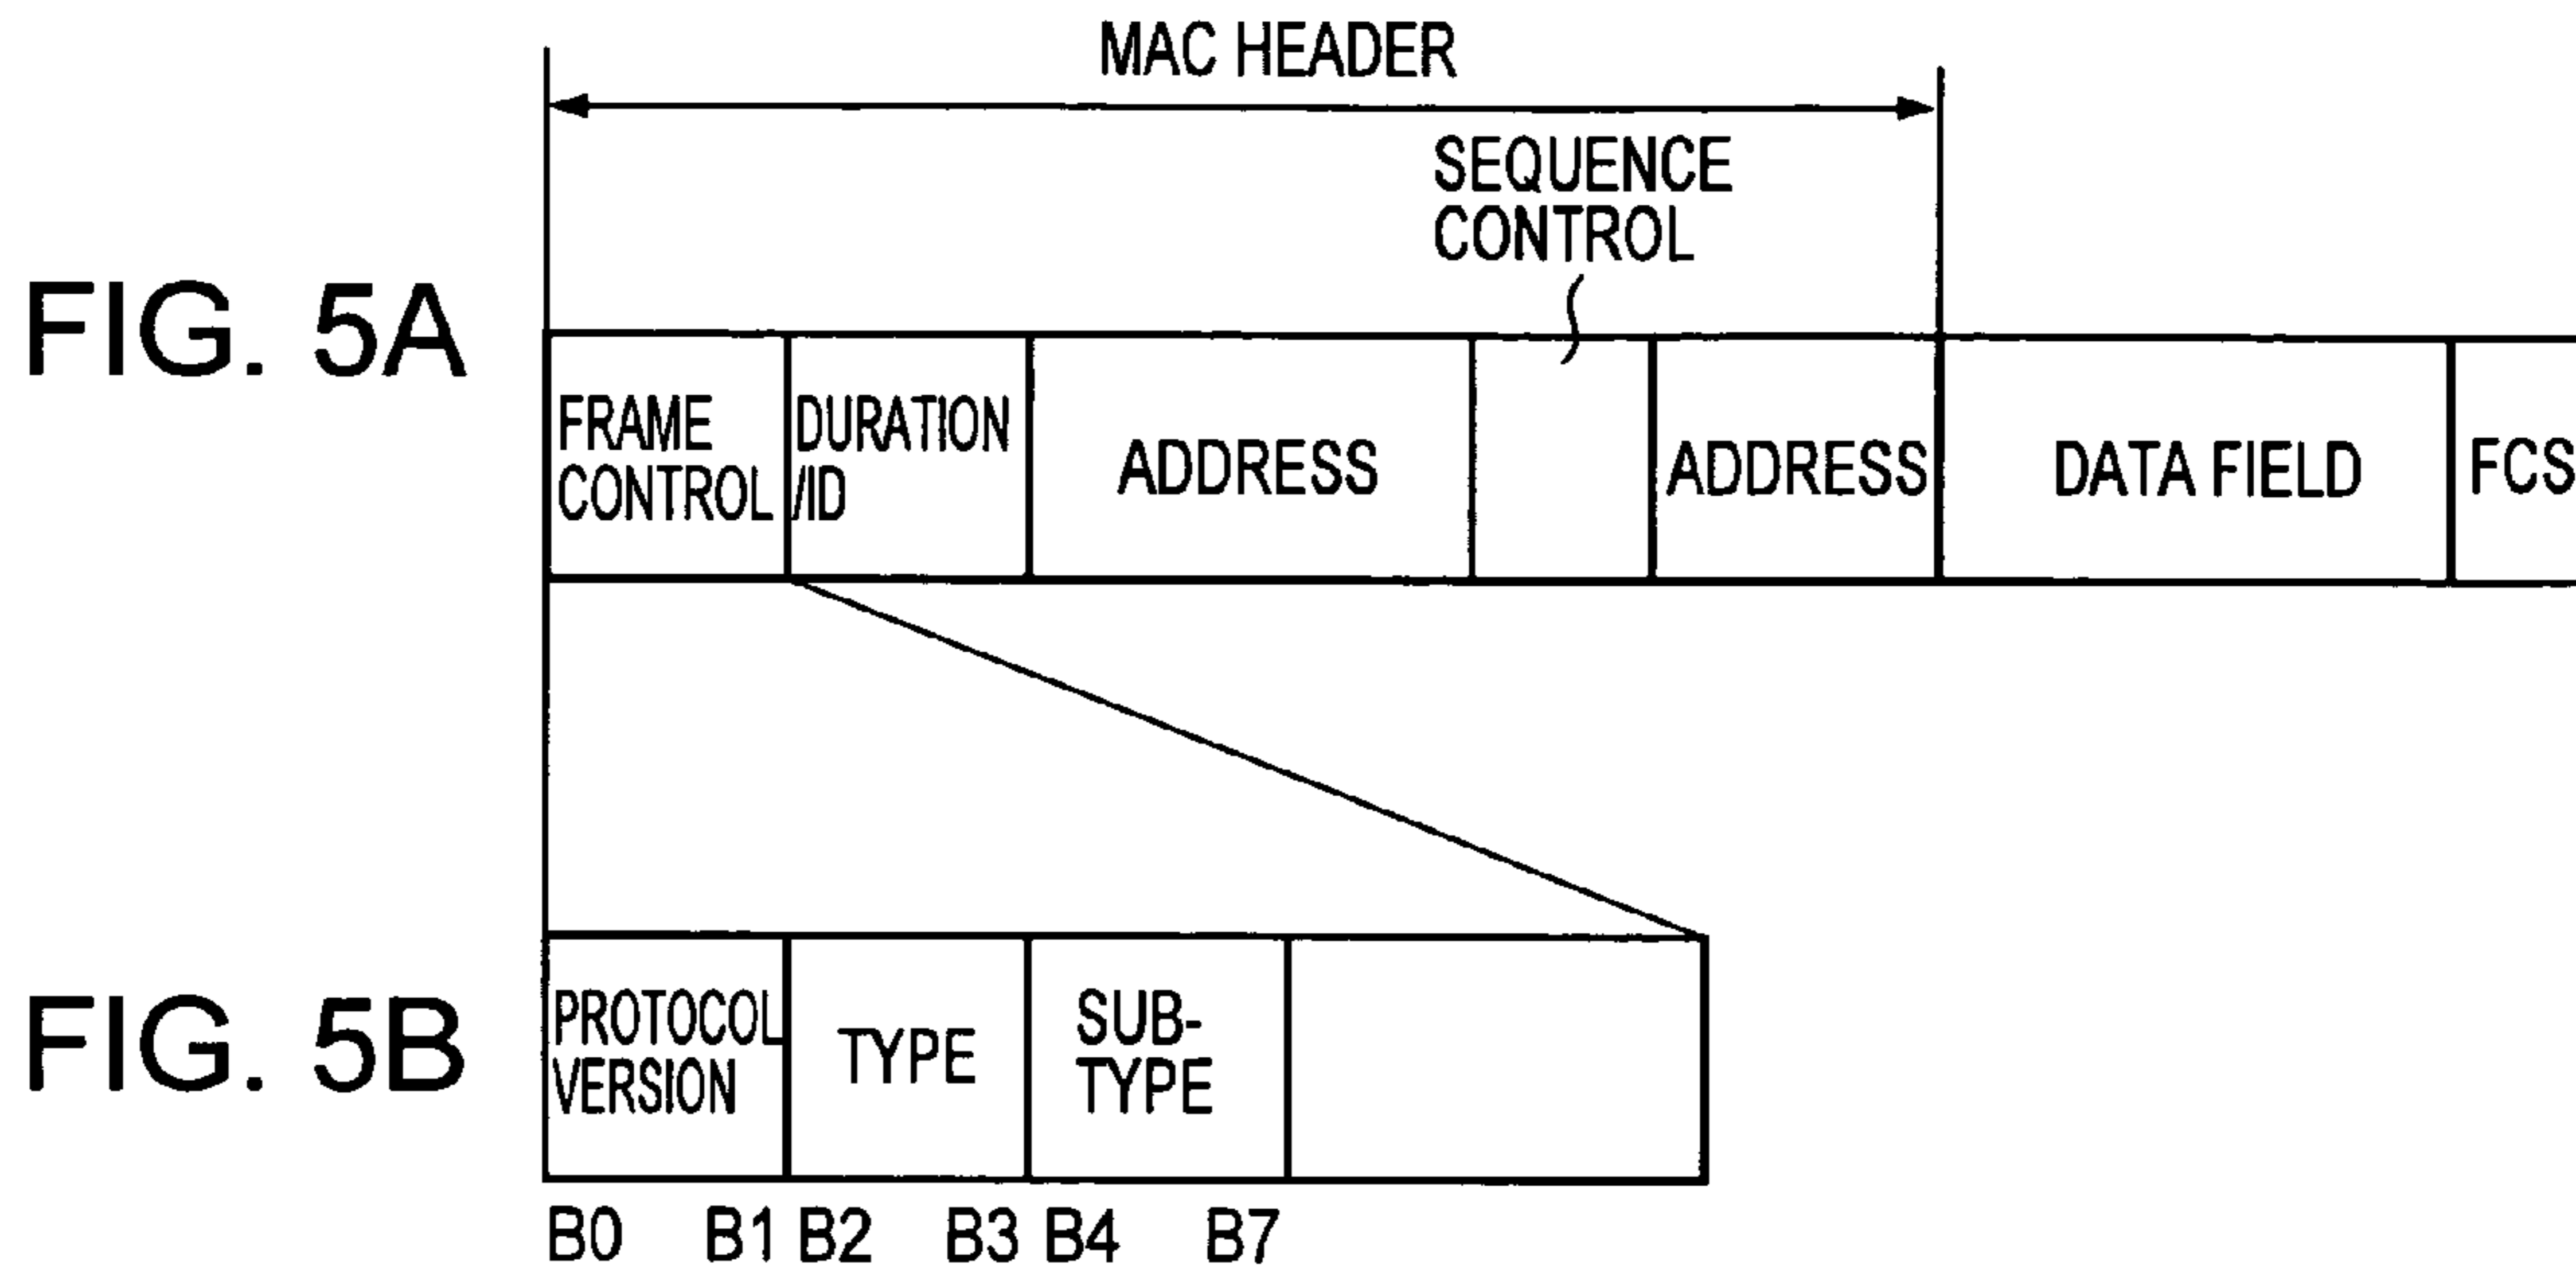 MAC HEADER
SEQUENCE
CONTROL
FIG. 5A
FRAME
CONTROL
DURATION
/ID
ADDRESS
ADDRESS
DATA FIELD
FCS
FIG. 5B
PROTOCOL
VERSION
TYPE
SUB-
TYPE
B0 B1 B2 B3 B4 B7